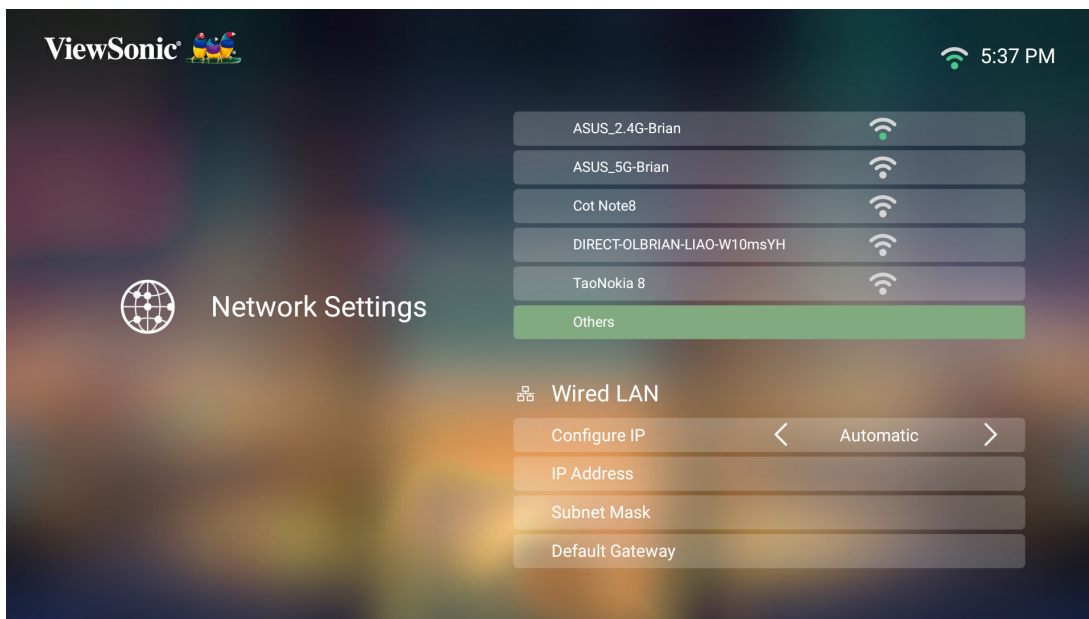 ViewSonic®
5:37 PM
ASUS_2.4G-Brian
ASUS_5G-Brian
Cot Note8
DIRECT-OLBRIAN-LIAO-W10msYH
TaoNokia 8
Network Settings
Others
Wired LAN
Configure IP < Automatic >
IP Address
Subnet Mask
Default Gateway